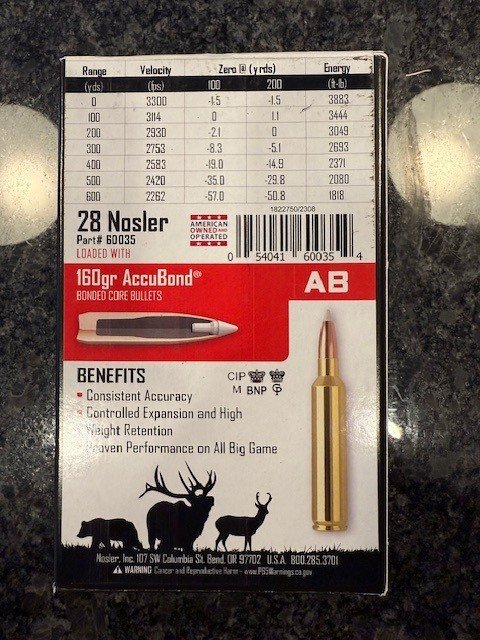 Range Velocity Zero @ (yrds) Energy
(yds) (fps) 100 200 (ft-lb)
0 3300 -1.5 -1.5 3883
100 3114 0 1.1 3444
200 2930 -2.1 0 3049
300 2753 -8.3 -5.1 2693
400 2583 -19.0 -14.9 2371
500 2420 -35.0 -29.8 2080
600 2262 -57.0 -50.8 1818
1822750/2308
28 Nosler
Part# 60035
LOADED WITH
AMERICAN
OWNED AND
OPERATED
0 54041 60035 4
160gr AccuBond®
BONDED CORE BULLETS
AB
BENEFITS
CIP
M BNP GP
Consistent Accuracy
Controlled Expansion and High
Weight Retention
Proven Performance on All Big Game
Nosler, Inc. 107 SW Columbia St. Bend, OR 97702 U.S.A. 800.285.3701
WARNING Cancer and Reproductive Harm - www.P65Warnings.ca.gov